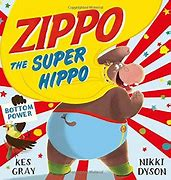 ZIPPO
THE SUPER HIPPO
BOTTOM
POWER
KES
GRAY
NIKKI
DYSON